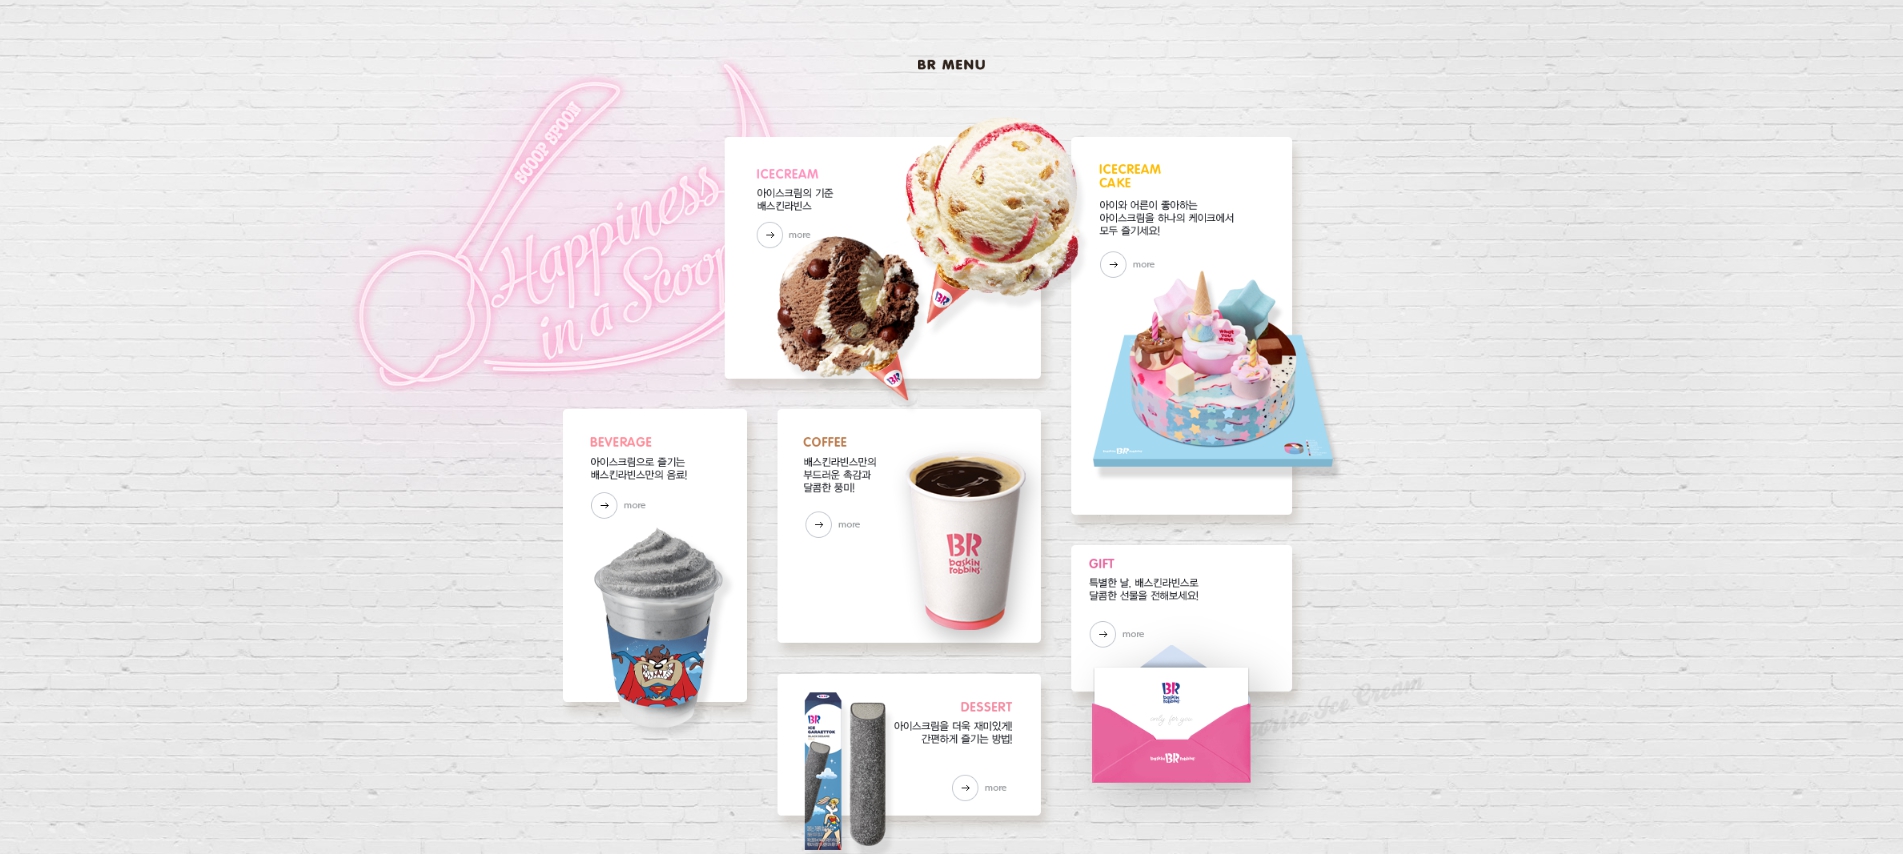 BR MENU
SCOOP SPOON
Happiness
in a Scoop
ICECREAM
아이스크림의 기준
배스킨라빈스
more
BR
BR
ICECREAM
CAKE
아이와 어른이 좋아하는
아이스크림을 하나의 케이크에서
모두 즐기세요!
more
baskin BR robbins
BEVERAGE
아이스크림으로 즐기는
배스킨라빈스만의 음료!
more
COFFEE
배스킨라빈스만의
부드러운 촉감과
달콤한 풍미!
more
BR
baskin
robbins
GIFT
특별한 날, 배스킨라빈스로
달콤한 선물을 전해보세요!
more
BR
baskin
robbins
only for you
baskin BR robbins
Ice Cream
DESSERT
아이스크림을 더욱 재미있게!
간편하게 즐기는 방법!
more
BR
ICE